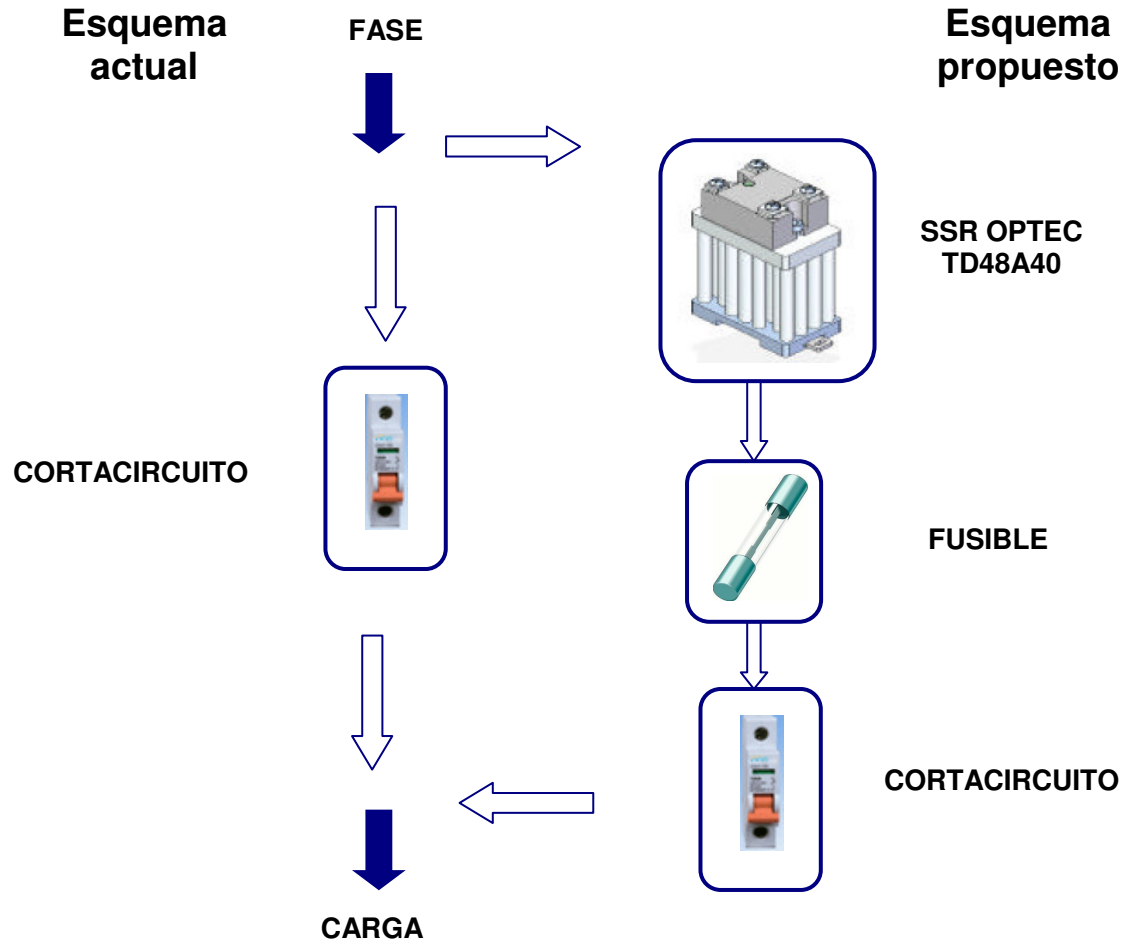 Esquema
actual
FASE
Esquema
propuesto
SSR OPTEC
TD48A40
CORTACIRCUITO
FUSIBLE
CORTACIRCUITO
CARGA